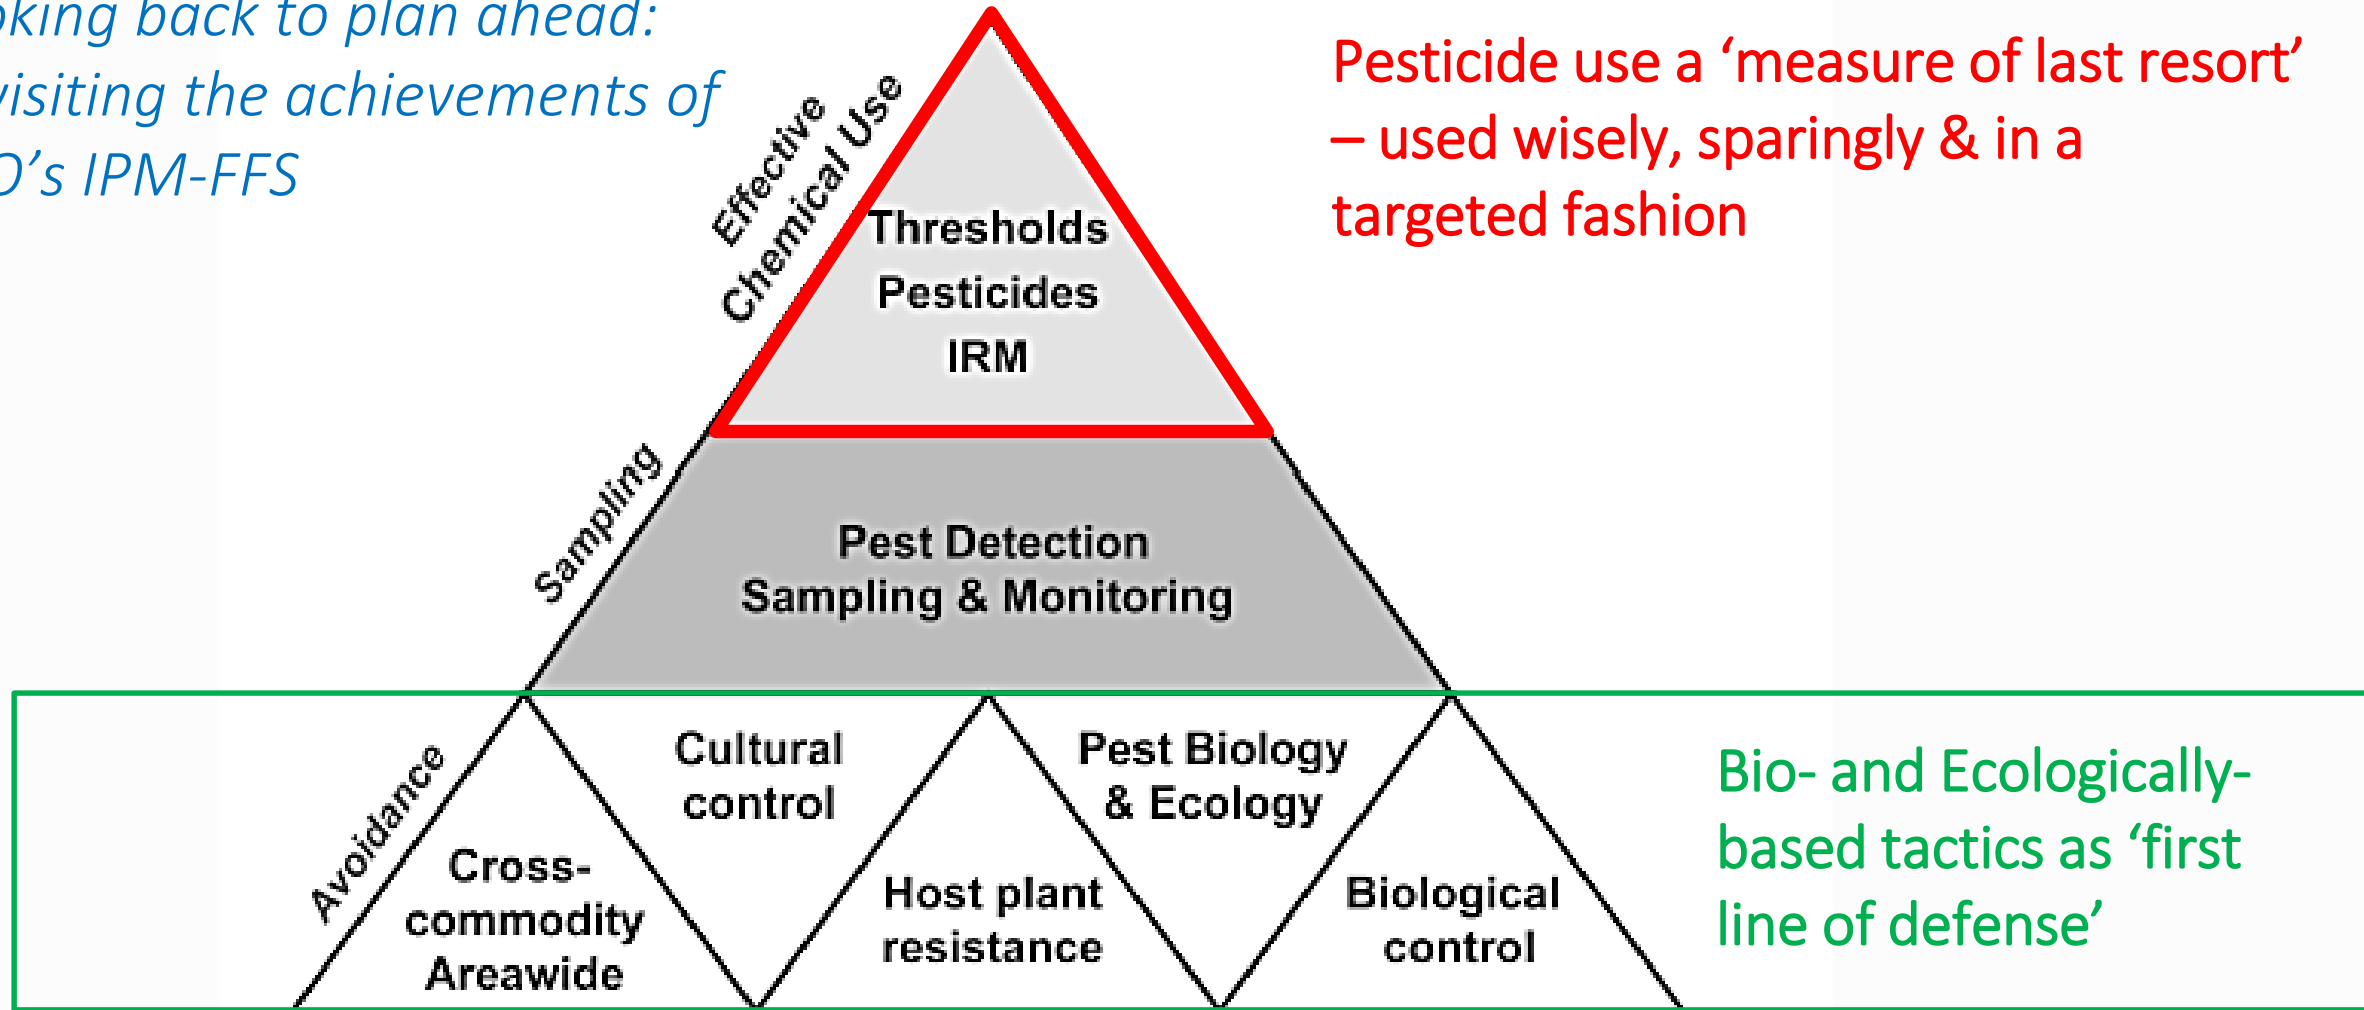 oking back to plan ahead:
visiting the achievements of
O's IPM-FFS
Pesticide use a ‘measure of last resort’
– used wisely, sparingly & in a
targeted fashion
Effective
Chemical Use
Thresholds
Pesticides
IRM
Sampling
Pest Detection
Sampling & Monitoring
Avoidance
Cross-
commodity
Areawide
Cultural
control
Host plant
resistance
Pest Biology
& Ecology
Biological
control
Bio- and Ecologically-
based tactics as ‘first
line of defense’